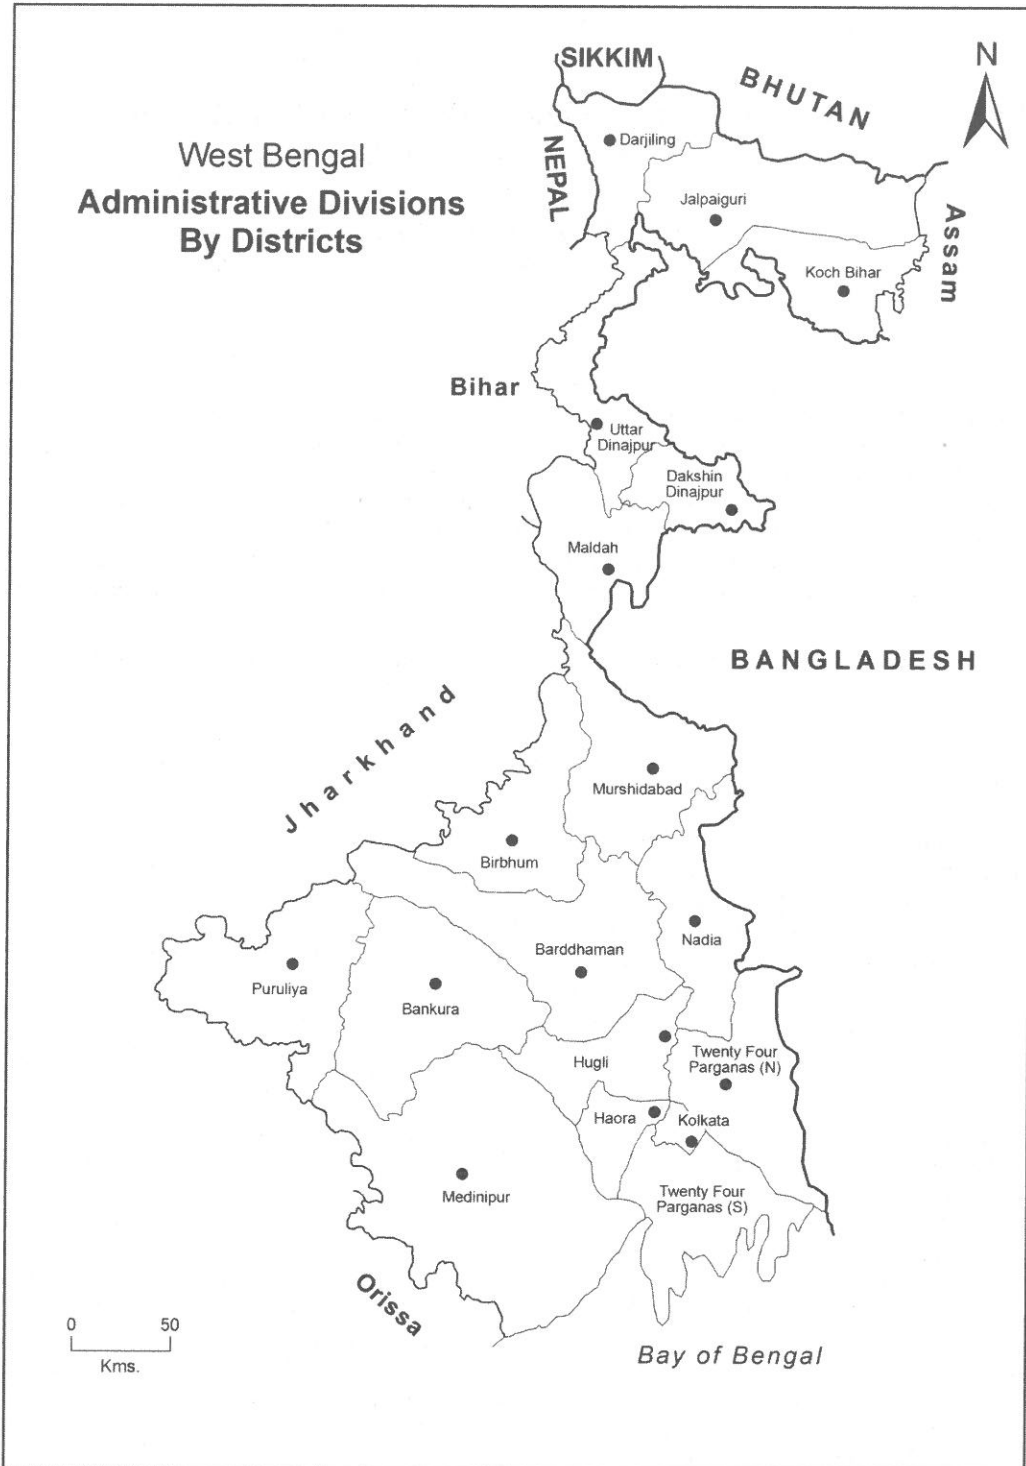 SIKKIM
BHUTAN
N
West Bengal
Administrative Divisions
By Districts
NEPAL
Darjiling
Jalpaiguri
Assam
Koch Bihar
Bihar
Uttar
Dinajpur
Dakshin
Dinajpur
Maldah
BANGLADESH
Jharkhand
Murshidabad
Birbhum
Nadia
Barddhaman
Puruliya
Bankura
Hugli
Twenty Four
Parganas (N)
Haora
Kolkata
Medinipur
Twenty Four
Parganas (S)
Orissa
0 50
Kms.
Bay of Bengal